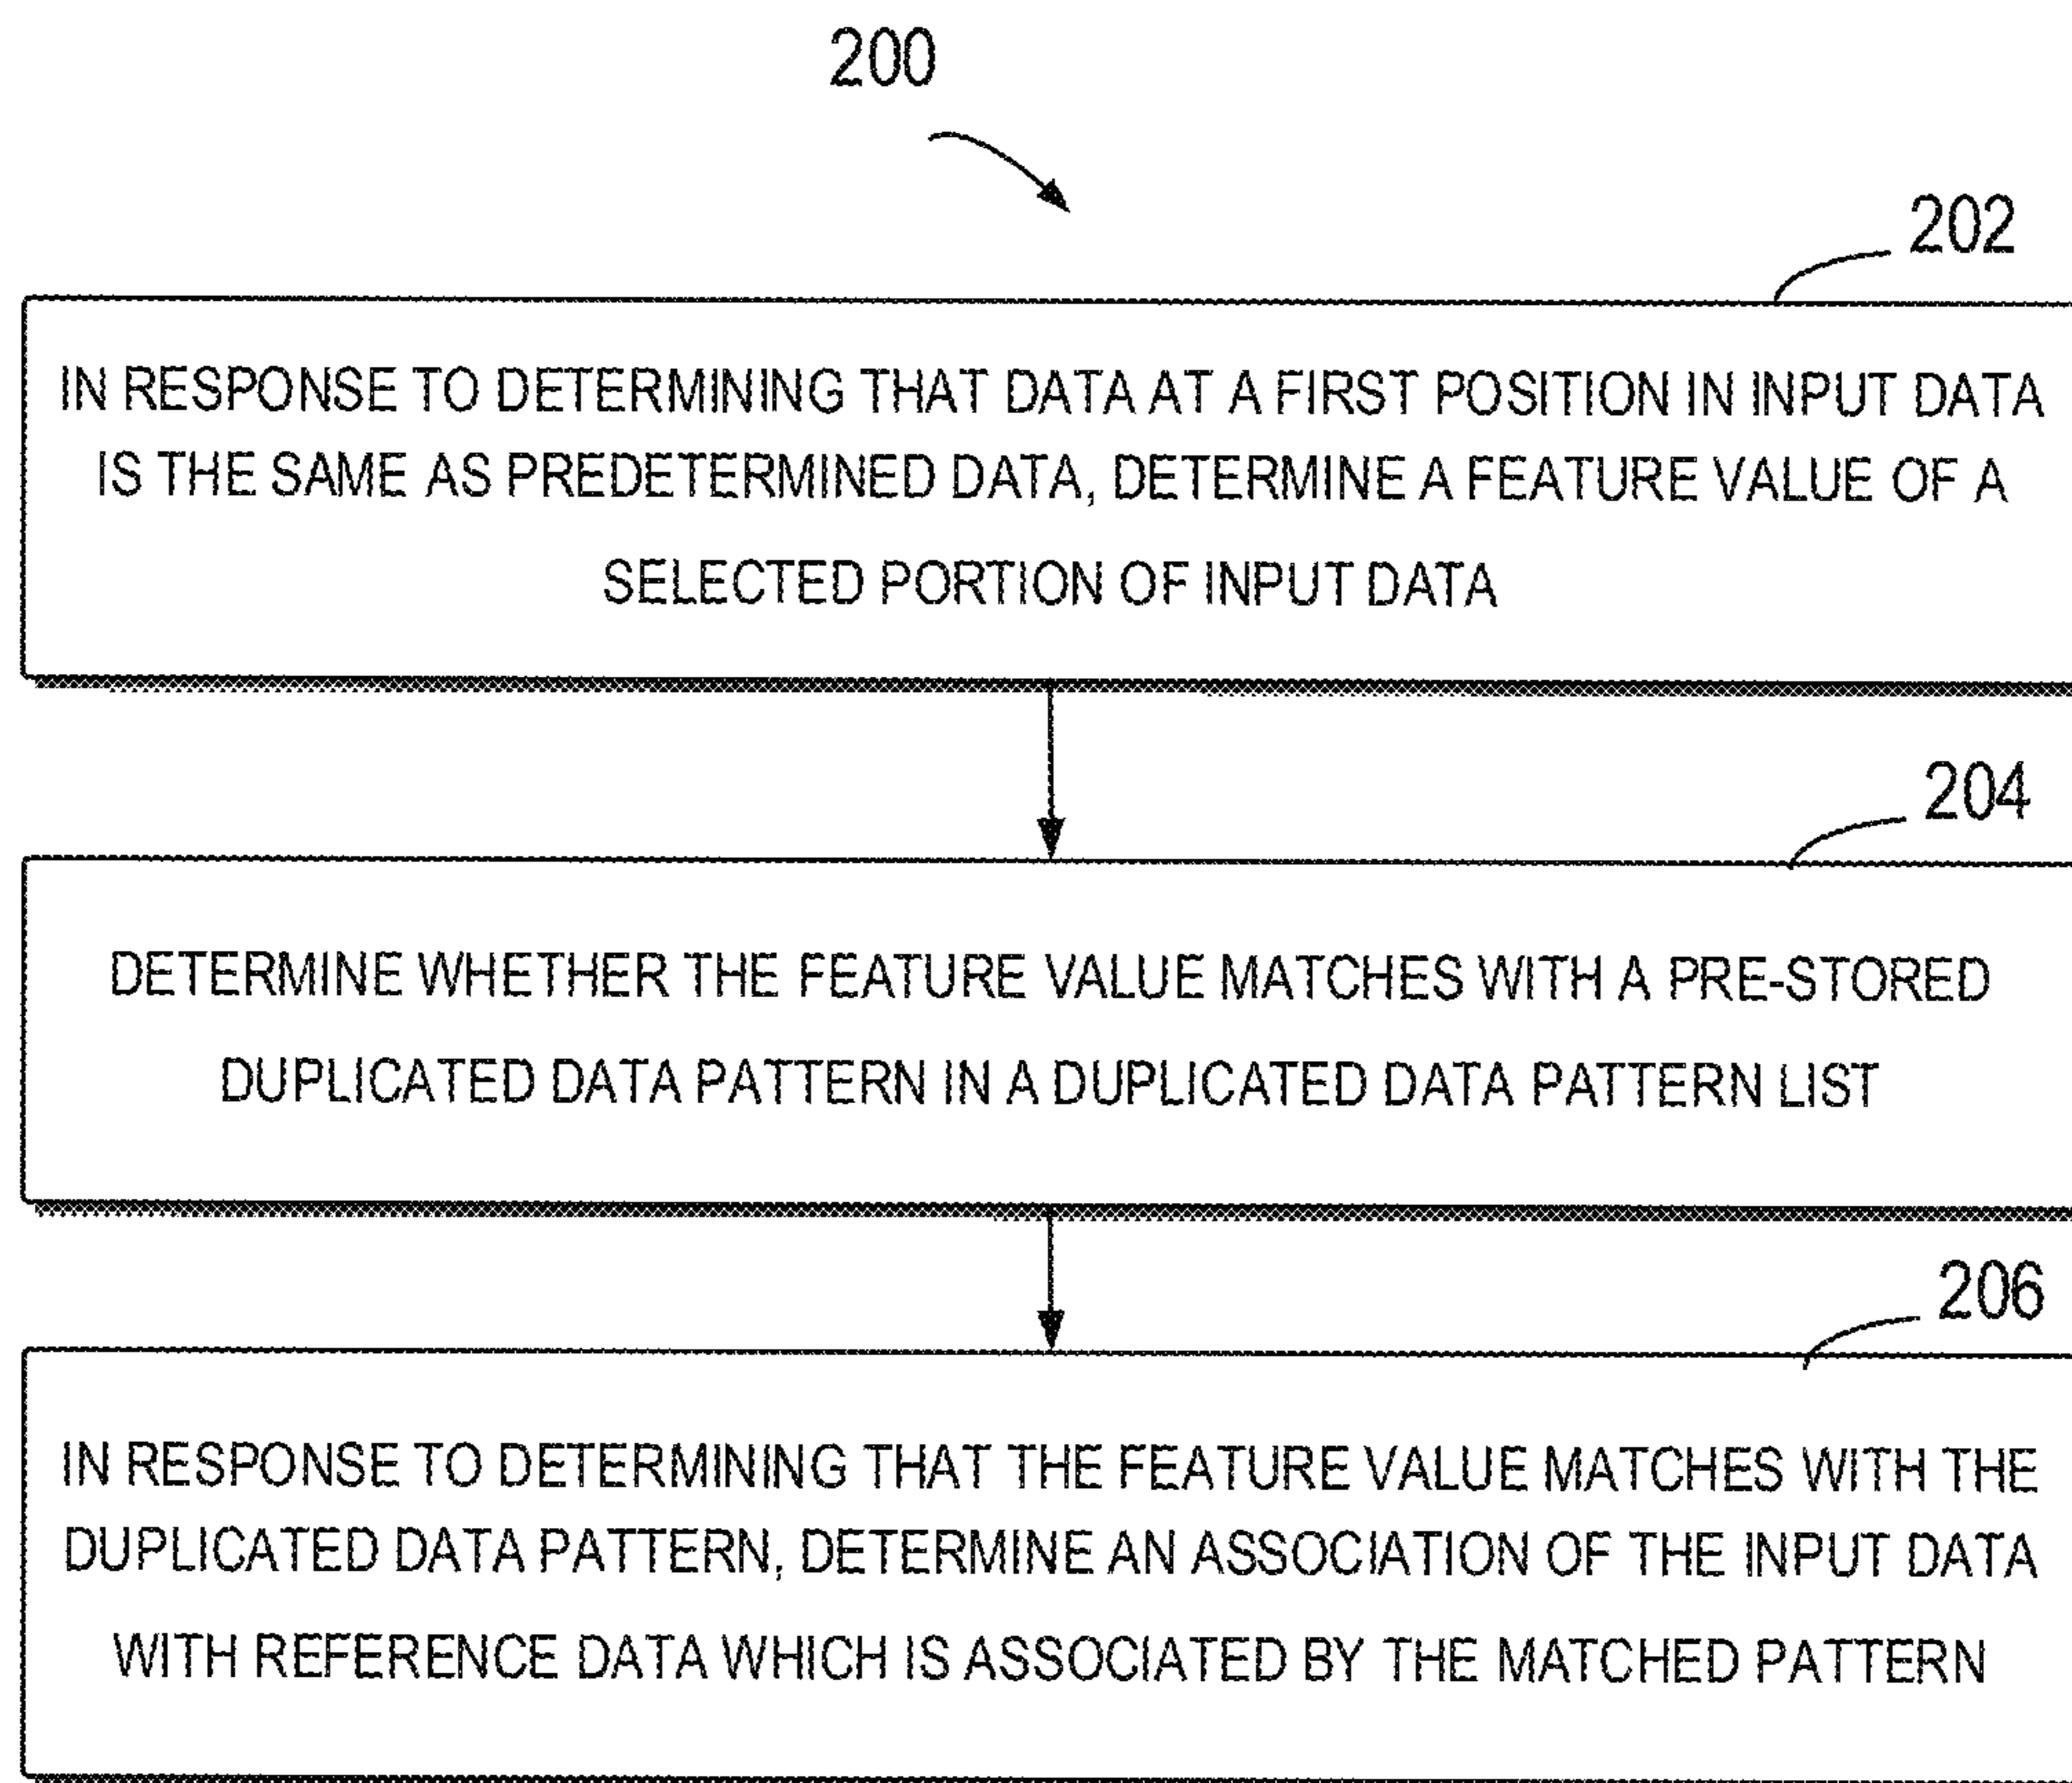 200
202
IN RESPONSE TO DETERMINING THAT DATA AT A FIRST POSITION IN INPUT DATA
IS THE SAME AS PREDETERMINED DATA, DETERMINE A FEATURE VALUE OF A
SELECTED PORTION OF INPUT DATA
204
DETERMINE WHETHER THE FEATURE VALUE MATCHES WITH A PRE-STORED
DUPLICATED DATA PATTERN IN A DUPLICATED DATA PATTERN LIST
206
IN RESPONSE TO DETERMINING THAT THE FEATURE VALUE MATCHES WITH THE
DUPLICATED DATA PATTERN, DETERMINE AN ASSOCIATION OF THE INPUT DATA
WITH REFERENCE DATA WHICH IS ASSOCIATED BY THE MATCHED PATTERN